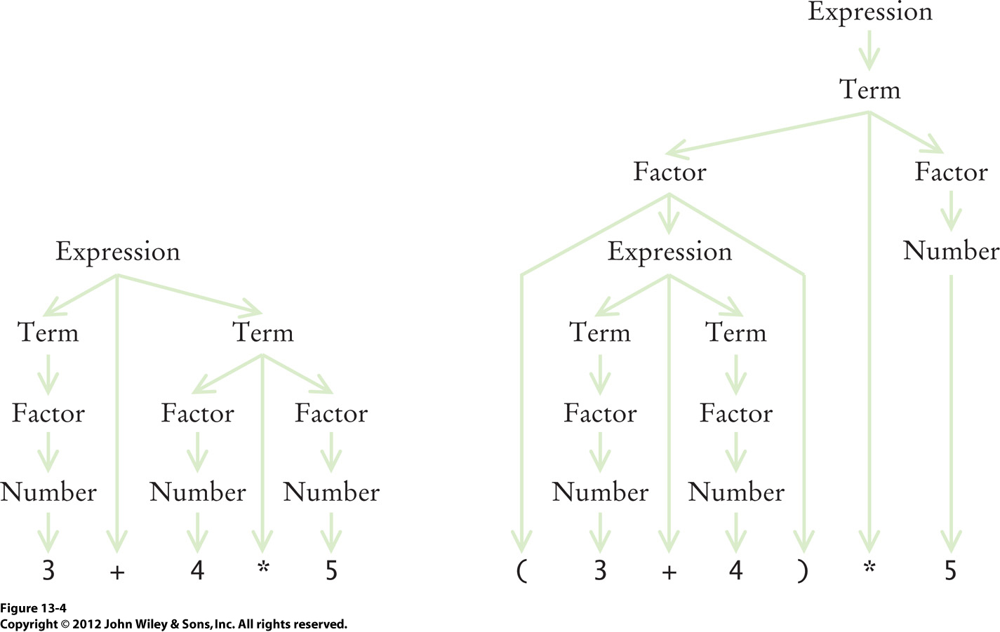 Expression
Term
Factor Factor
Expression Expression Number
Term Term Term Term
Factor Factor Factor Factor Factor
Number Number Number Number Number
3 + 4 * 5 ( 3 + 4 ) * 5
Figure 13-4
Copyright © 2012 John Wiley & Sons, Inc. All rights reserved.